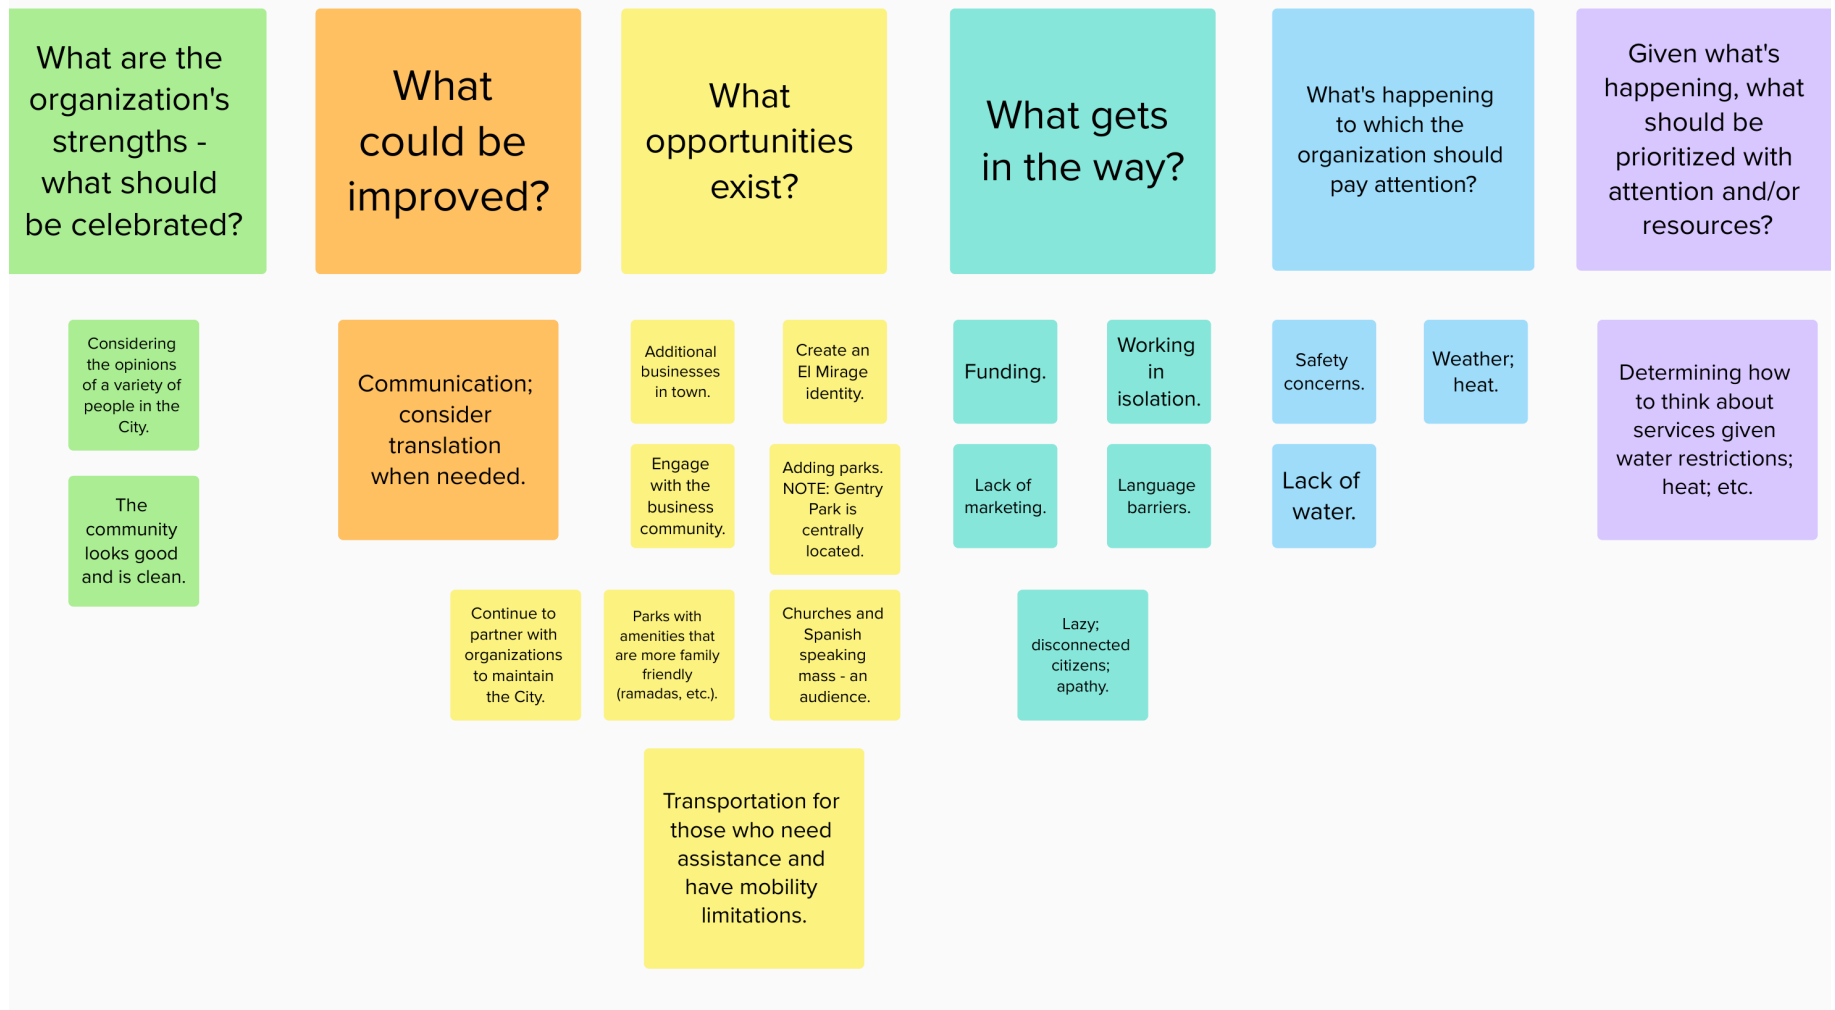 What are the
organization's
strengths -
what should
be celebrated?
What
could be
improved?
What
opportunities
exist?
What gets
in the way?
What's happening
to which the
organization should
pay attention?
Given what's
happening, what
should be
prioritized with
attention and/or
resources?
Considering
the opinions
of a variety of
people in the
City.
The
community
looks good
and is clean.
Communication;
consider
translation
when needed.
Additional
businesses
in town.
Create an
El Mirage
identity.
Engage
with the
business
community.
Adding parks.
NOTE: Gentry
Park is
centrally
located.
Continue to
partner with
organizations
to maintain
the City.
Parks with
amenities that
are more family
friendly
(ramadas, etc.).
Churches and
Spanish
speaking
mass - an
audience.
Transportation for
those who need
assistance and
have mobility
limitations.
Funding.
Working
in
isolation.
Lack of
marketing.
Language
barriers.
Lazy;
disconnected
citizens;
apathy.
Safety
concerns.
Weather;
heat.
Lack of
water.
Determining how
to think about
services given
water restrictions;
heat; etc.